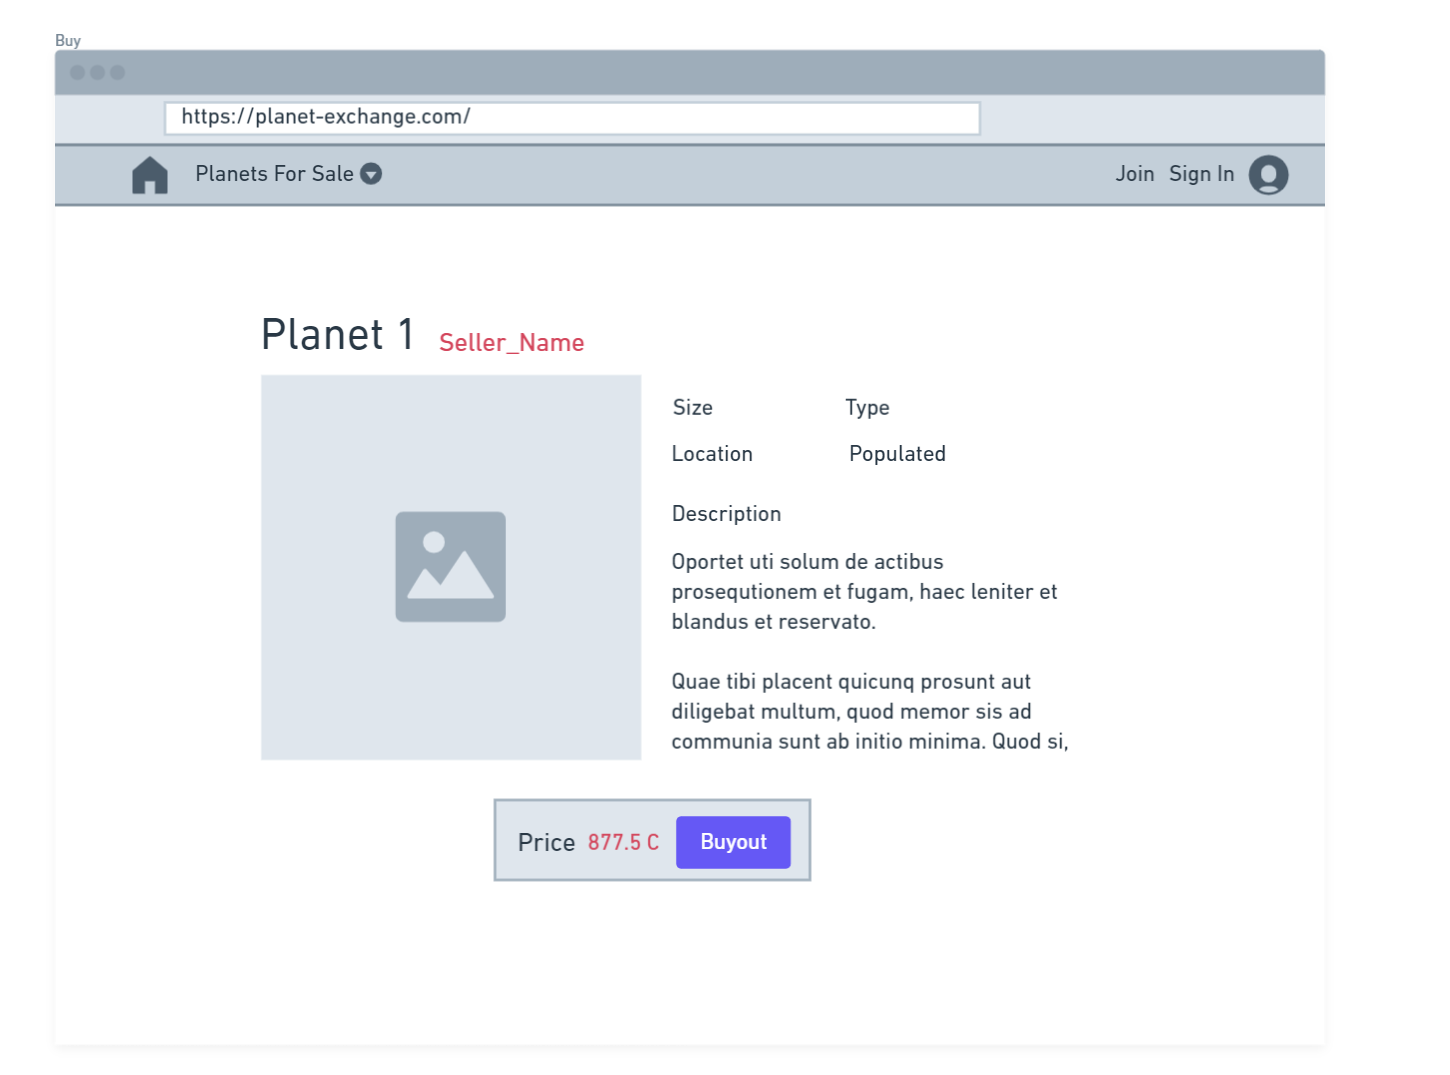 Buy
https://planet-exchange.com/
Planets For Sale
Join Sign In
Planet 1 Seller_Name
Size Type
Location Populated
Description
Oportet uti solum de actibus
prosequtionem et fugam, haec leniter et
blandus et reservato.
Quae tibi placent quicunq prosunt aut
diligebat multum, quod memor sis ad
communia sunt ab initio minima. Quod si,
Price 877.5 C Buyout